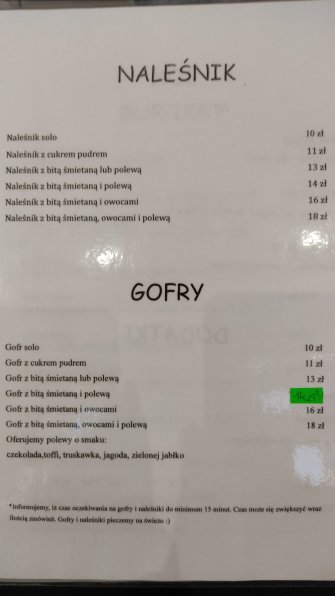 NALEŚNIK
Naleśnik solo 10 zł
Naleśnik z cukrem pudrem 11 zł
Naleśnik z bitą śmietaną lub polewą 13 zł
Naleśnik z bitą śmietaną i polewą 14 zł
Naleśnik z bitą śmietaną i owocami 16 zł
Naleśnik z bitą śmietaną, owocami i polewą 18 zł
GOFRY
Gofr solo 10 zł
Gofr z cukrem pudrem 11 zł
Gofr z bitą śmietaną lub polewą 13 zł
Gofr z bitą śmietaną i polewą 14 zł
Gofr z bitą śmietaną i owocami 16 zł
Gofr z bitą śmietaną, owocami i polewą 18 zł
Oferujemy polewy o smaku:
czekolada,toffi, truskawka, jagoda, zielonej jabłko
*Informujemy, iż czas oczekiwania na gofry i naleśniki do minimum 15 minut. Czas może się zwiększyć wraz
ilością zmówień. Gofry i naleśniki pieczemy na świeżo :)